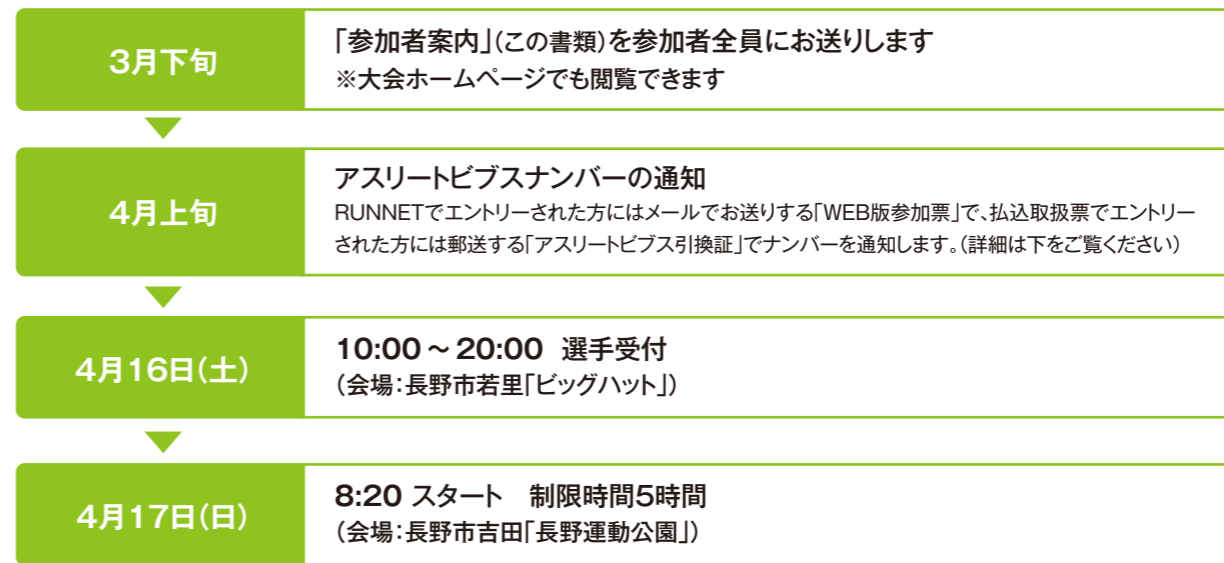 3月下旬
「参加者案内」(この書類)を参加者全員にお送りします
※大会ホームページでも閲覧できます
4月上旬
アスリートビブスナンバーの通知
RUNNETでエントリーされた方にはメールでお送りする「WEB版参加票」で、払込取扱票でエントリー
された方には郵送する「アスリートビブス引換証」でナンバーを通知します。(詳細は下をご覧ください)
4月16日(土)
10:00～20:00 選手受付
(会場:長野市若里「ビッグハット」)
4月17日(日)
8:20 スタート　制限時間5時間
(会場:長野市吉田「長野運動公園」)